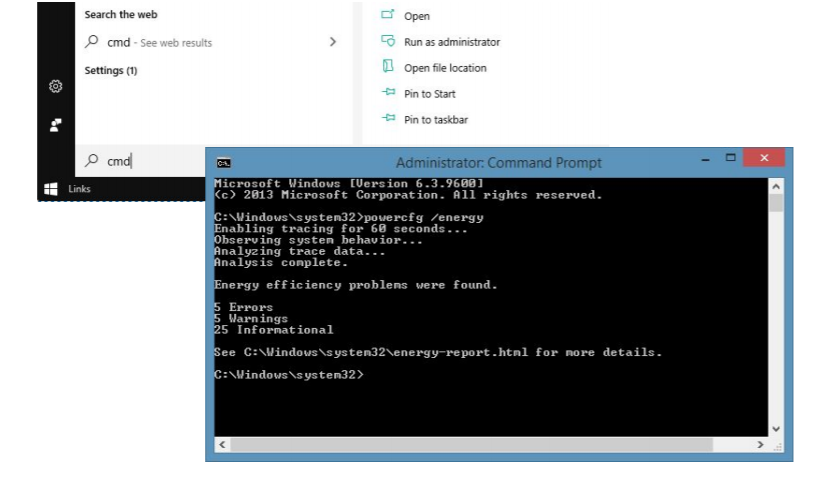 Search the web
cmd - See web results
Settings (1)
cmd
Links
Open
Run as administrator
Open file location
Pin to Start
Pin to taskbar
Administrator: Command Prompt
Microsoft Windows [Version 6.3.9600]
(c) 2013 Microsoft Corporation. All rights reserved.
C:\Windows\system32>powercfg /energy
Enabling tracing for 60 seconds...
Observing system behavior...
Analyzing trace data...
Analysis complete.
Energy efficiency problems were found.
5 Errors
5 Warnings
25 Informational
See C:\Windows\system32\energy-report.html for more details.
C:\Windows\system32>